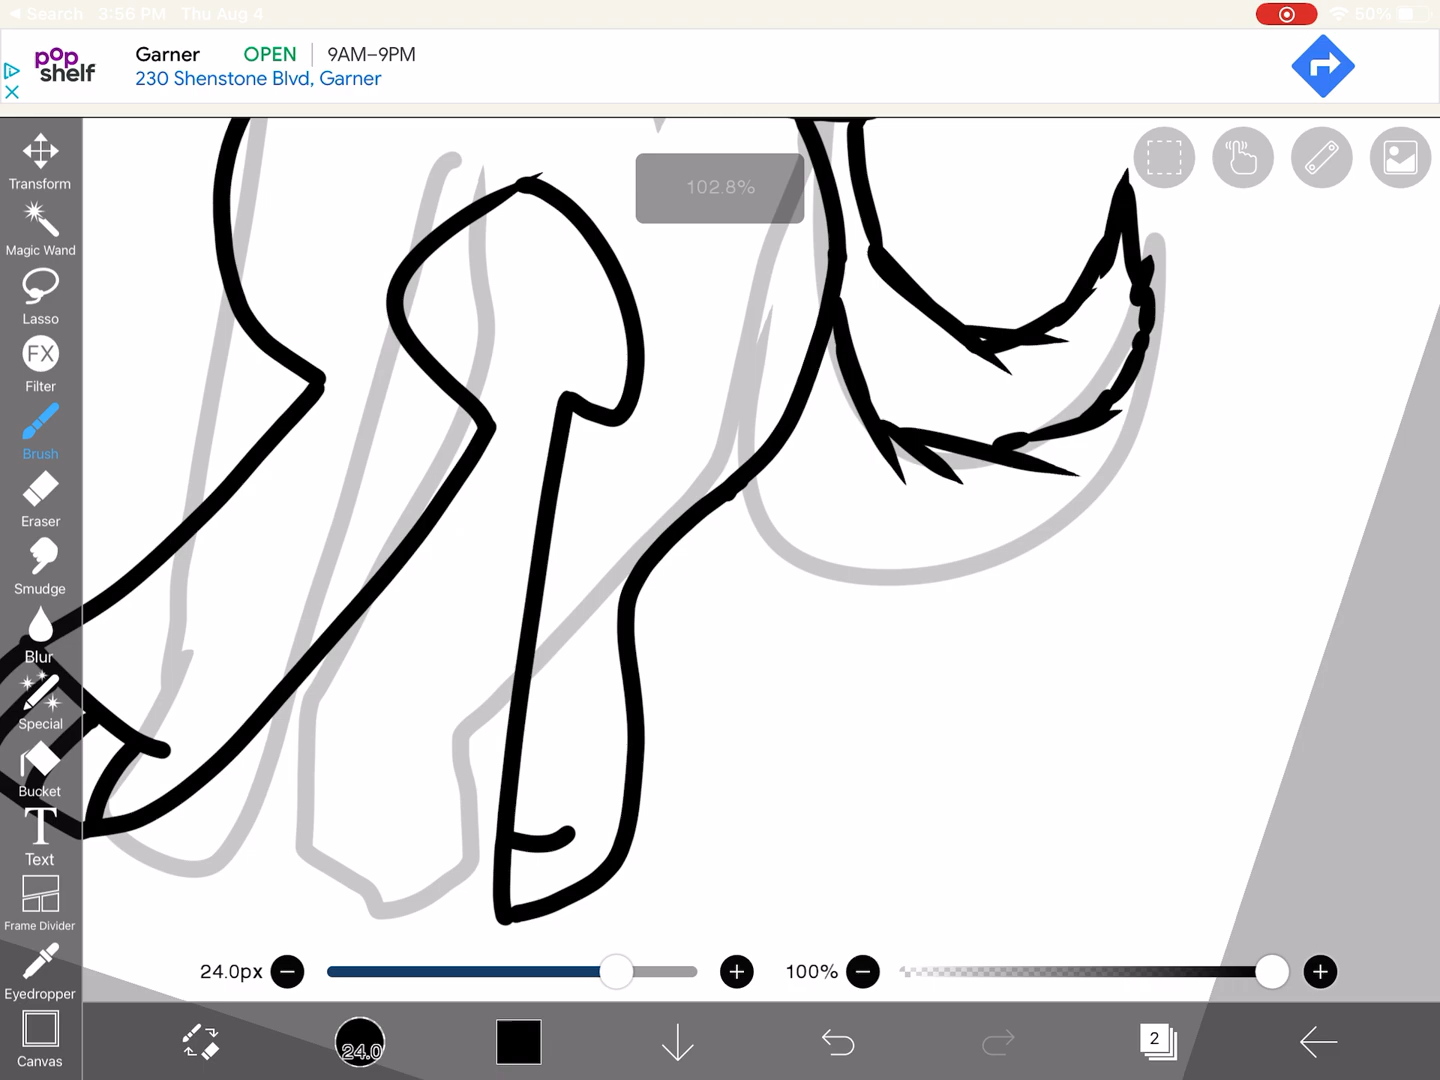 Search 3:56 PM Thu Aug 4 50%
pop shelf
Garner OPEN 9AM–9PM
230 Shenstone Blvd, Garner
102.8%
Transform
Magic Wand
Lasso
FX
Filter
Brush
Eraser
Smudge
Blur
Special
Bucket
T
Text
Frame Divider
Eyedropper
Canvas
24.0px 100%
24.0
2